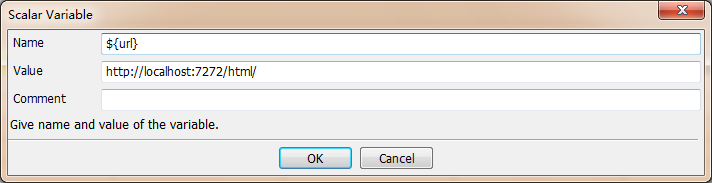 Scalar Variable
Name ${url}
Value http://localhost:7272/html/
Comment
Give name and value of the variable.
OK Cancel